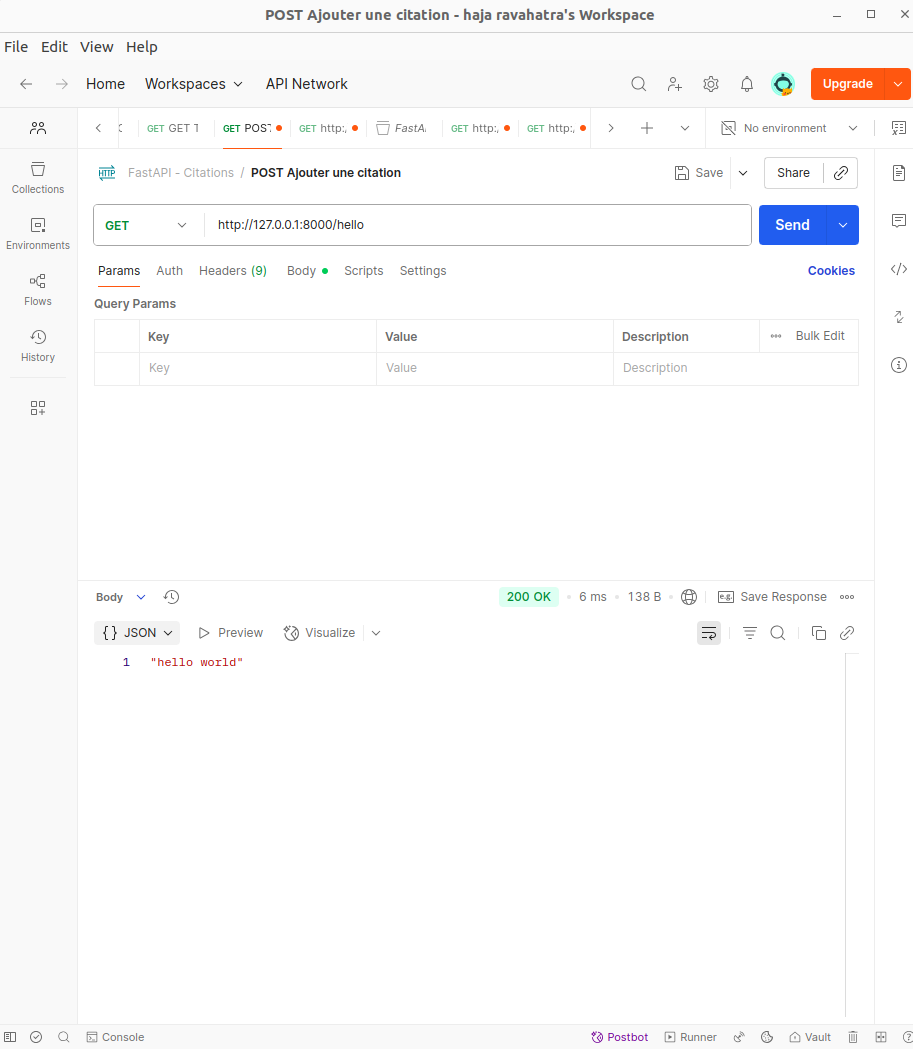 POST Ajouter une citation - haja ravahatra's Workspace
File Edit View Help
Home Workspaces API Network Upgrade
GET GET T GET POST GET http:, FastA. GET http:, GET http:, No environment
Collections
Environments
Flows
History
FastAPI - Citations / POST Ajouter une citation Save Share
GET http://127.0.0.1:8000/hello Send
Params Auth Headers (9) Body Scripts Settings Cookies
Query Params
Key Value Description Bulk Edit
Key Value Description
Body 200 OK 6 ms 138 B e.g. Save Response
{} JSON Preview Visualize
1 "hello world"
Console Postbot Runner Vault